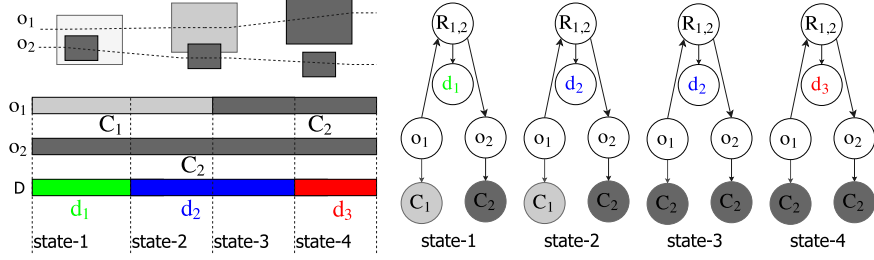 o1
o2
o1
C1 C2
o2
C2
D
d1 d2 d3
state-1 state-2 state-3 state-4
R1,2 R1,2 R1,2 R1,2
d1 d2 d2 d3
o1 o2 o1 o2 o1 o2 o1 o2
C1 C2 C1 C2 C2 C2 C2 C2
state-1 state-2 state-3 state-4